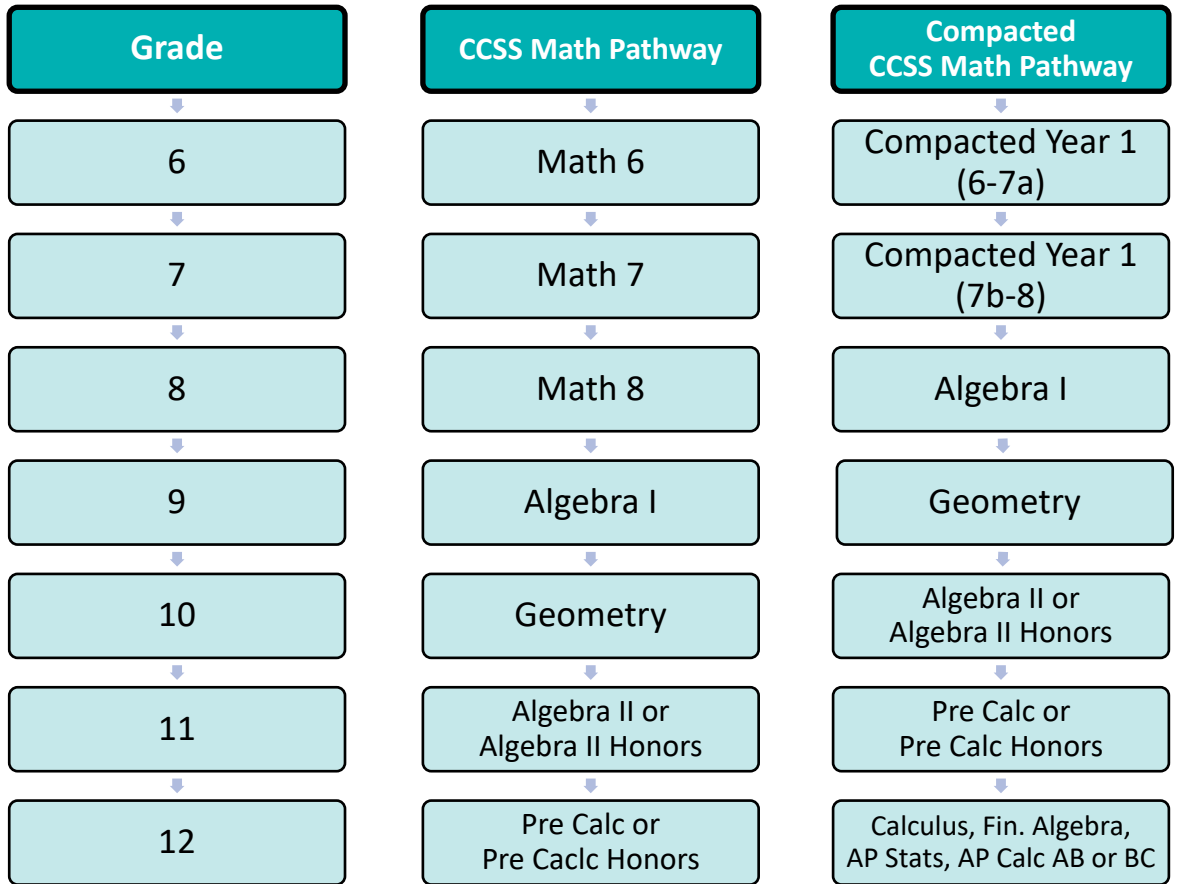 Grade
CCSS Math Pathway
Compacted
CCSS Math Pathway
6
Math 6
Compacted Year 1
(6-7a)
7
Math 7
Compacted Year 1
(7b-8)
8
Math 8
Algebra I
9
Algebra I
Geometry
10
Geometry
Algebra II or
Algebra II Honors
11
Algebra II or
Algebra II Honors
Pre Calc or
Pre Calc Honors
12
Pre Calc or
Pre Caclc Honors
Calculus, Fin. Algebra,
AP Stats, AP Calc AB or BC